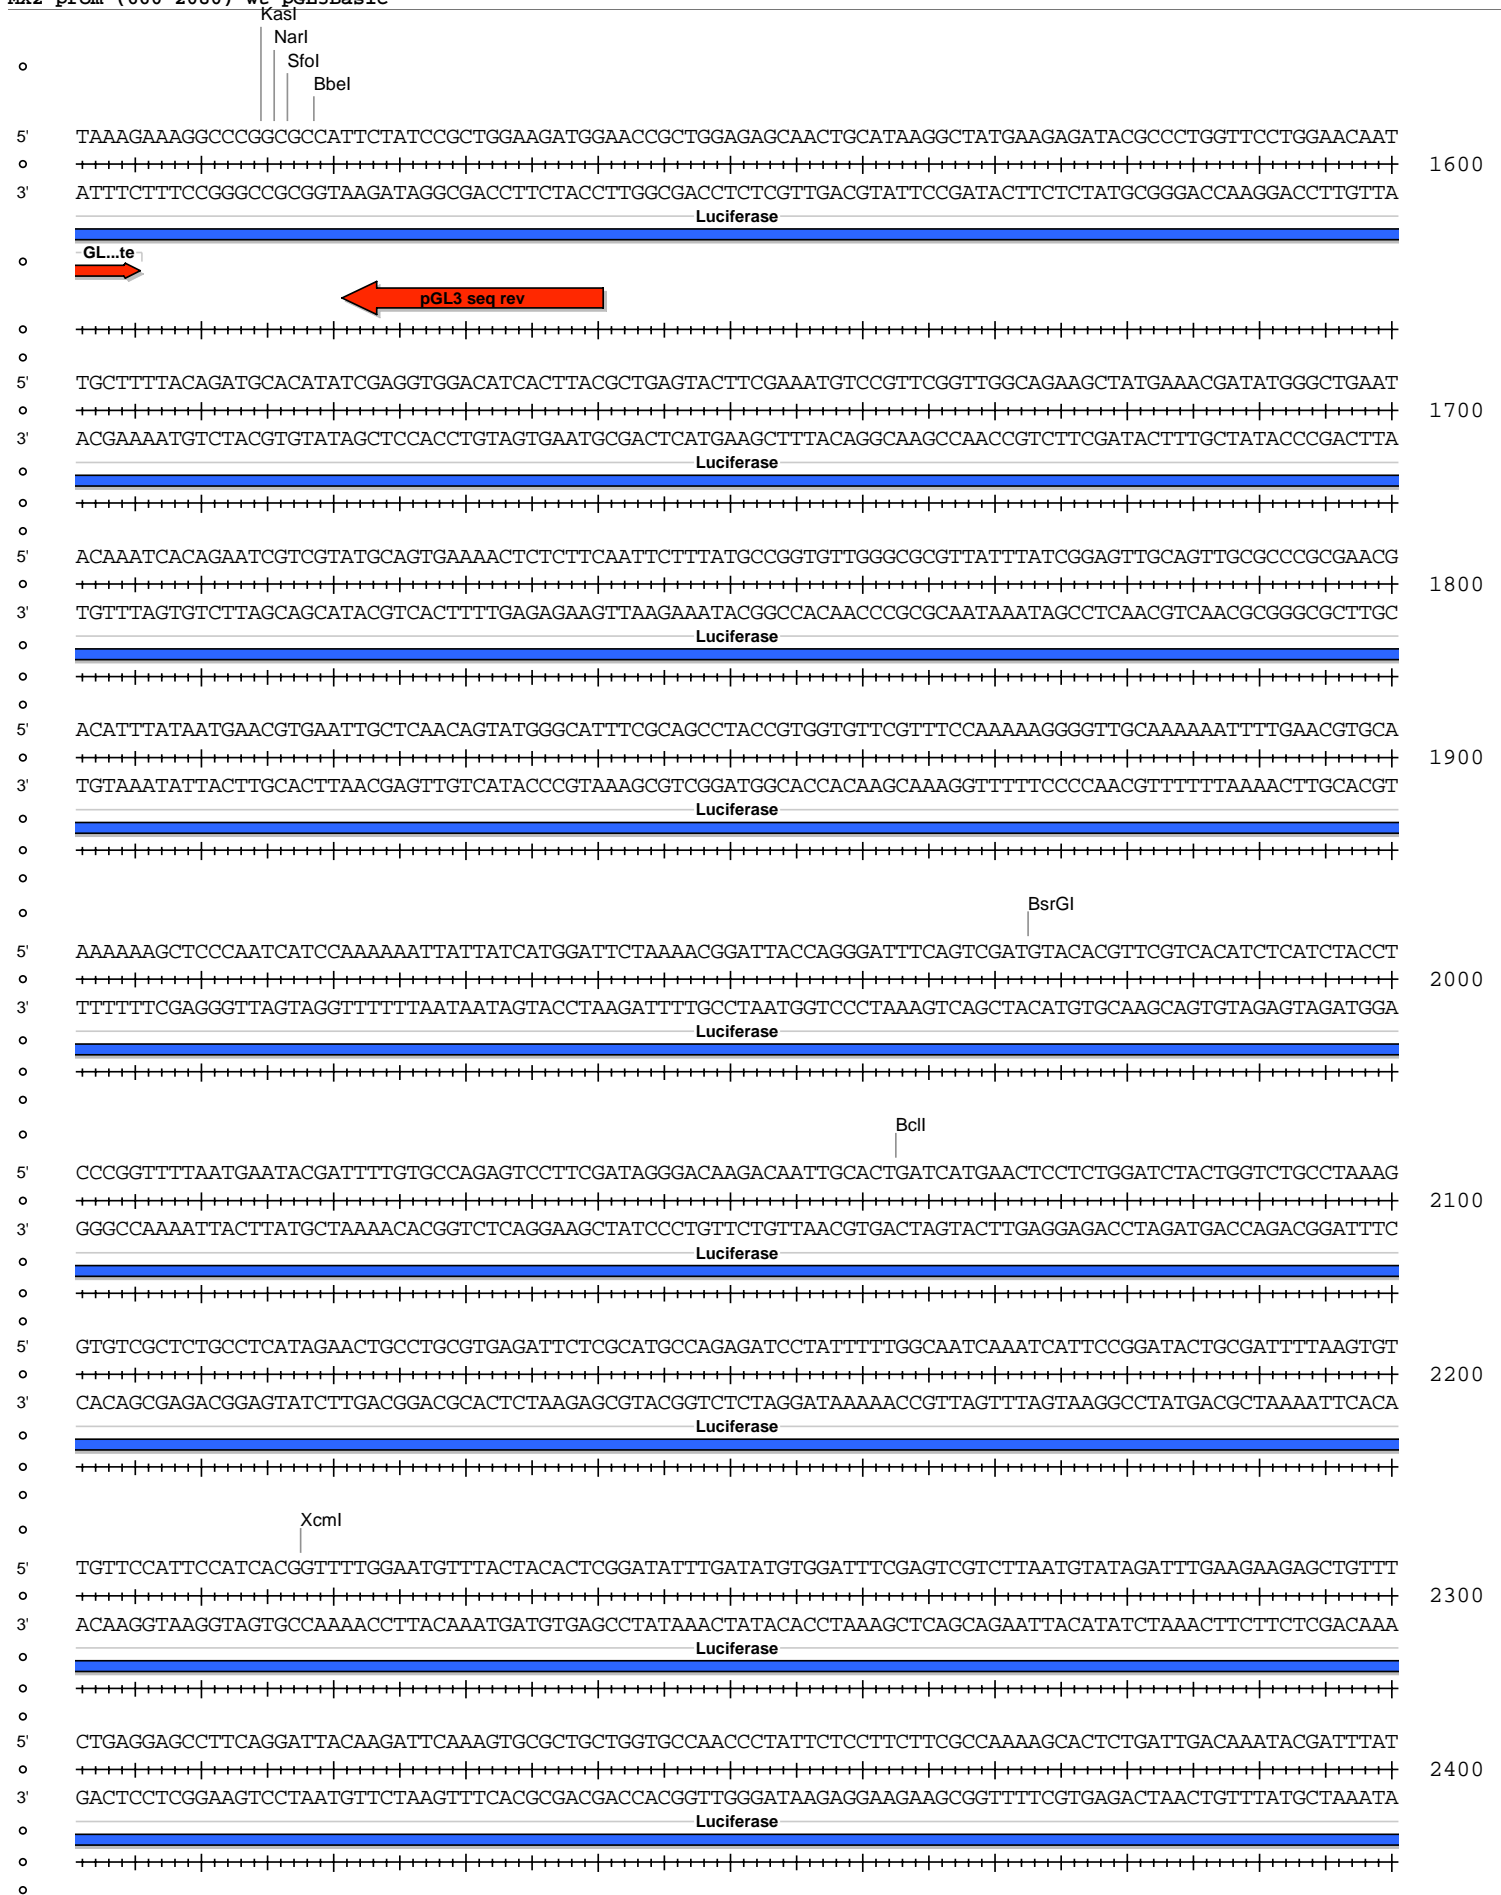 KasI
NarI
SfoI
BbeI
5' TAAAGAAAGGCCCGGCGCCATTCTATCCGCTGGAAGATGGAACCGCTGGAGAGCAACTGCATAAGGCTATGAAGAGATACGCCCTGGTTCCTGGAACAAT
1600
3' ATTTCTTTCCGGGCCGCGGTAAGATAGGCGACCTTCTACCTTGGCGACCTCTCGTTGACGTATTCCGATACTTCTCTATGCGGGACCAAGGACCTTGTTA
Luciferase
GL...te
pGL3 seq rev
5' TGCTTTTACAGATGCACATATCGAGGTGGACATCACTTACGCTGAGTACTTCGAAATGTCCGTTCGGTTGGCAGAAGCTATGAAACGATATGGGCTGAAT
1700
3' ACGAAAATGTCTACGTGTATAGCTCCACCTGTAGTGAATGCGACTCATGAAGCTTTACAGGCAAGCCAACCGTCTTCGATACTTTGCTATACCCGACTTA
Luciferase
5' ACAAATCACAGAATCGTCGTATGCAGTGAAAACTCTCTTCAATTCTTTATGCCGGTGTTGGGCGCGTTATTTATCGGAGTTGCAGTTGCGCCCGCGAACG
1800
3' TGTTTAGTGTCTTAGCAGCATACGTCACTTTTGAGAGAAGTTAAGAAATACGGCCACAACCCGCGCAATAAATAGCCTCAACGTCAACGCGGGCGCTTGC
Luciferase
5' ACATTTATAATGAACGTGAATTGCTCAACAGTATGGGCATTTCGCAGCCTACCGTGGTGTTCGTTTCCAAAAAGGGGTTGCAAAAAATTTTGAACGTGCA
1900
3' TGTAAATATTACTTGCACTTAACGAGTTGTCATACCCGTAAAGCGTCGGATGGCACCACAAGCAAAGGTTTTTCCCCAACGTTTTTTAAAACTTGCACGT
Luciferase
BsrGI
5' AAAAAAGCTCCCAATCATCCAAAAAATTATTATCATGGATTCTAAAACGGATTACCAGGGATTTCAGTCGATGTACACGTTCGTCACATCTCATCTACCT
2000
3' TTTTTTCGAGGGTTAGTAGGTTTTTTAATAATAGTACCTAAGATTTTGCCTAATGGTCCCTAAAGTCAGCTACATGTGCAAGCAGTGTAGAGTAGATGGA
Luciferase
BclI
5' CCCGGTTTTAATGAATACGATTTTGTGCCAGAGTCCTTCGATAGGGACAAGACAATTGCACTGATCATGAACTCCTCTGGATCTACTGGTCTGCCTAAAG
2100
3' GGGCCAAAATTACTTATGCTAAAACACGGTCTCAGGAAGCTATCCCTGTTCTGTTAACGTGACTAGTACTTGAGGAGACCTAGATGACCAGACGGATTTC
Luciferase
5' GTGTCGCTCTGCCTCATAGAACTGCCTGCGTGAGATTCTCGCATGCCAGAGATCCTATTTTTGGCAATCAAATCATTCCGGATACTGCGATTTTAAGTGT
2200
3' CACAGCGAGACGGAGTATCTTGACGGACGCACTCTAAGAGCGTACGGTCTCTAGGATAAAAACCGTTAGTTTAGTAAGGCCTATGACGCTAAAATTCACA
Luciferase
XcmI
5' TGTTCCATTCCATCACGGTTTTGGAATGTTTACTACACTCGGATATTTGATATGTGGATTTCGAGTCGTCTTAATGTATAGATTTGAAGAAGAGCTGTTT
2300
3' ACAAGGTAAGGTAGTGCCAAAACCTTACAAATGATGTGAGCCTATAAACTATACACCTAAAGCTCAGCAGAATTACATATCTAAACTTCTTCTCGACAAA
Luciferase
5' CTGAGGAGCCTTCAGGATTACAAGATTCAAAGTGCGCTGCTGGTGCCAACCCTATTCTCCTTCTTCGCCAAAAGCACTCTGATTGACAAATACGATTTAT
2400
3' GACTCCTCGGAAGTCCTAATGTTCTAAGTTTCACGCGACGACCACGGTTGGGATAAGAGGAAGAAGCGGTTTTCGTGAGACTAACTGTTTATGCTAAATA
Luciferase